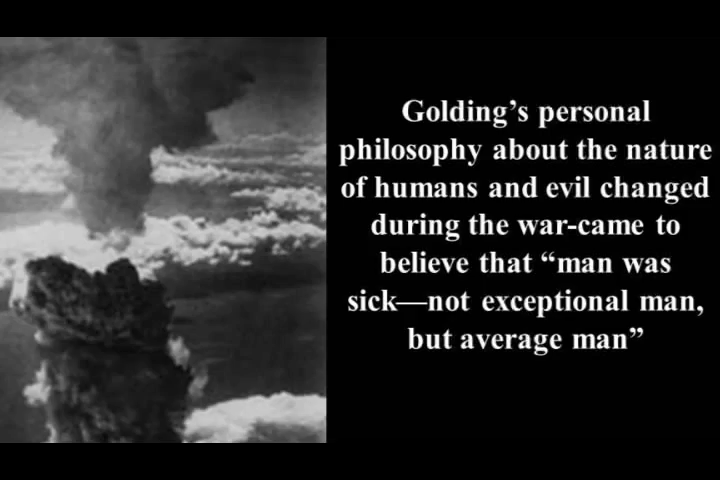 Golding’s personal
philosophy about the nature
of humans and evil changed
during the war-came to
believe that “man was
sick—not exceptional man,
but average man”